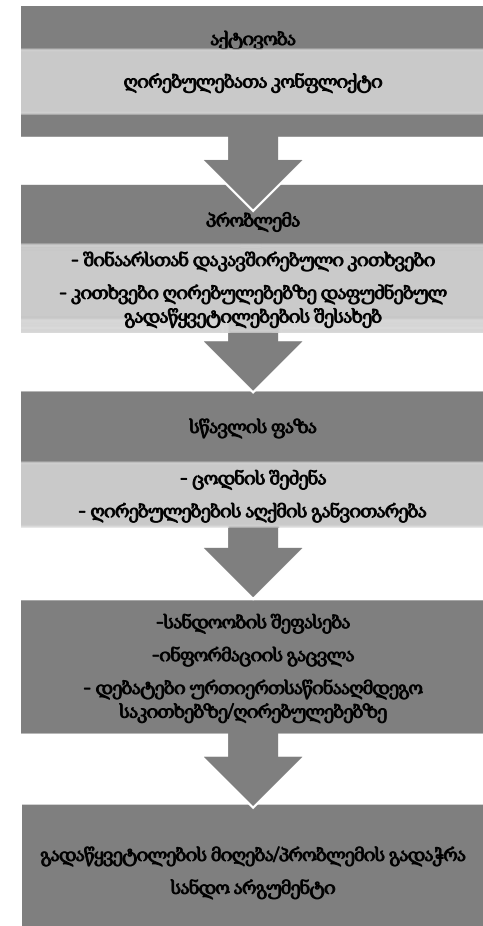 აქტივობა
ღირებულებათა კონფლიქტი
პრობლემა
- შინაარსთან დაკავშირებული კითხვები
- კითხვები ღირებულებებზე დაფუძნებულ
გადაწყვეტილებების შესახებ
სწავლის ფაზა
- ცოდნის შეძენა
- ღირებულებების აღქმის განვითარება
-სანდოობის შეფასება
-ინფორმაციის გაცვლა
- დებატები ურთიერთსაწინააღმდეგო
საკითხებზე/ღირებულებებზე
გადაწყვეტილების მიღება/პრობლემის გადაჭრა
სანდო არგუმენტი